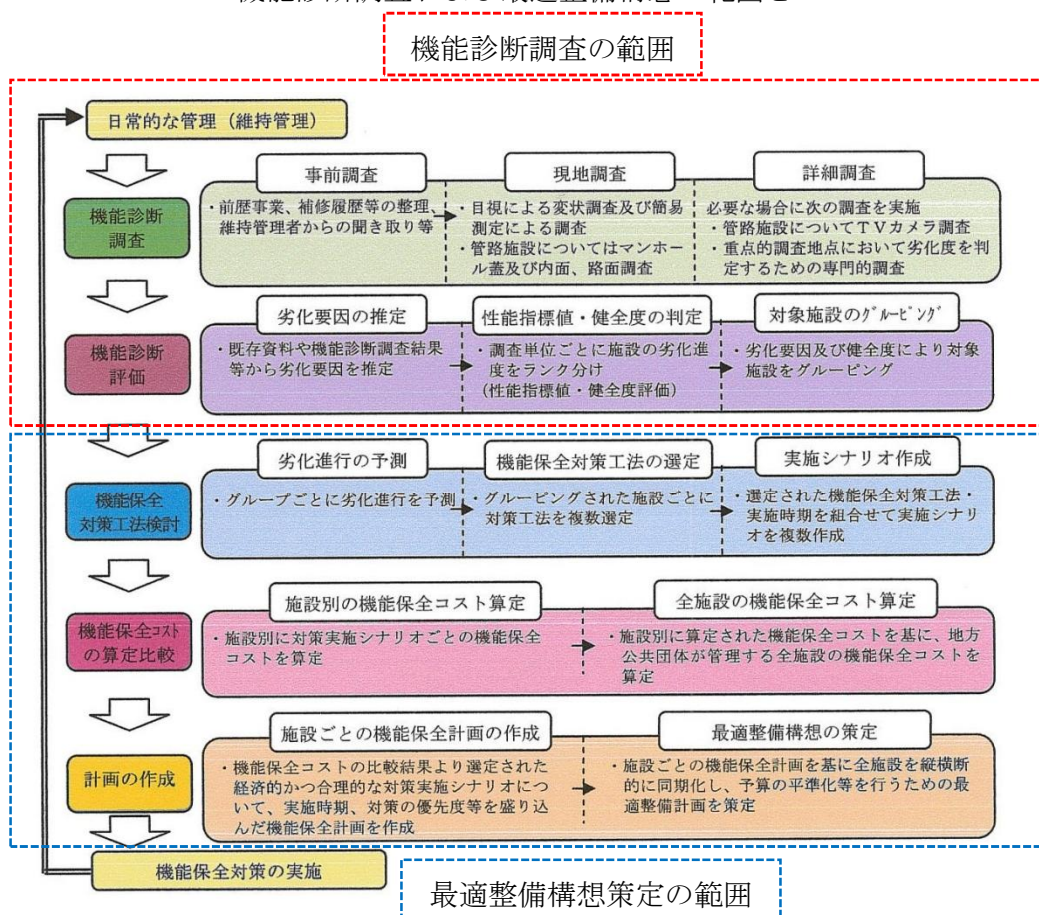 機能診断調査の範囲
日常的な管理（維持管理）
機能診断
調査
事前調査
・前歴事業、補修履歴等の整理、
維持管理者からの聞き取り等
現地調査
・目視による変状調査及び簡易
測定による調査
・管路施設についてはマンホー
ル蓋及び内面、路面調査
詳細調査
必要な場合に次の調査を実施
・管路施設についてＴＶカメラ調査
・重点的調査地点において劣化度を判
定するための専門的調査
機能診断
評価
劣化要因の推定
・既存資料や機能診断調査結果
等から劣化要因を推定
性能指標値・健全度の判定
・調査単位ごとに施設の劣化進
度をランク分け
(性能指標値・健全度評価)
対象施設のｸﾞﾙｰﾋﾟﾝｸﾞ
・劣化要因及び健全度により対象
施設をグルーピング
機能保全
対策工法検討
劣化進行の予測
・グループごとに劣化進行を予測
機能保全対策工法の選定
・グルーピングされた施設ごとに
対策工法を複数選定
実施シナリオ作成
・選定された機能保全対策工法・
実施時期を組合せて実施シナリ
オを複数作成
機能保全ｺｽﾄ
の算定比較
施設別の機能保全コスト算定
・施設別に対策実施シナリオごとの機能保全
コストを算定
全施設の機能保全コスト算定
・施設別に算定された機能保全コストを基に、地方
公共団体が管理する全施設の機能保全コストを
算定
計画の作成
施設ごとの機能保全計画の作成
・機能保全コストの比較結果より選定された
経済的かつ合理的な対策実施シナリオにつ
いて、実施時期、対策の優先度等を盛り込
んだ機能保全計画を作成
最適整備構想の策定
・施設ごとの機能保全計画を基に全施設を縦横断
的に同期化し、予算の平準化等を行うための最
適整備計画を策定
機能保全対策の実施
最適整備構想策定の範囲